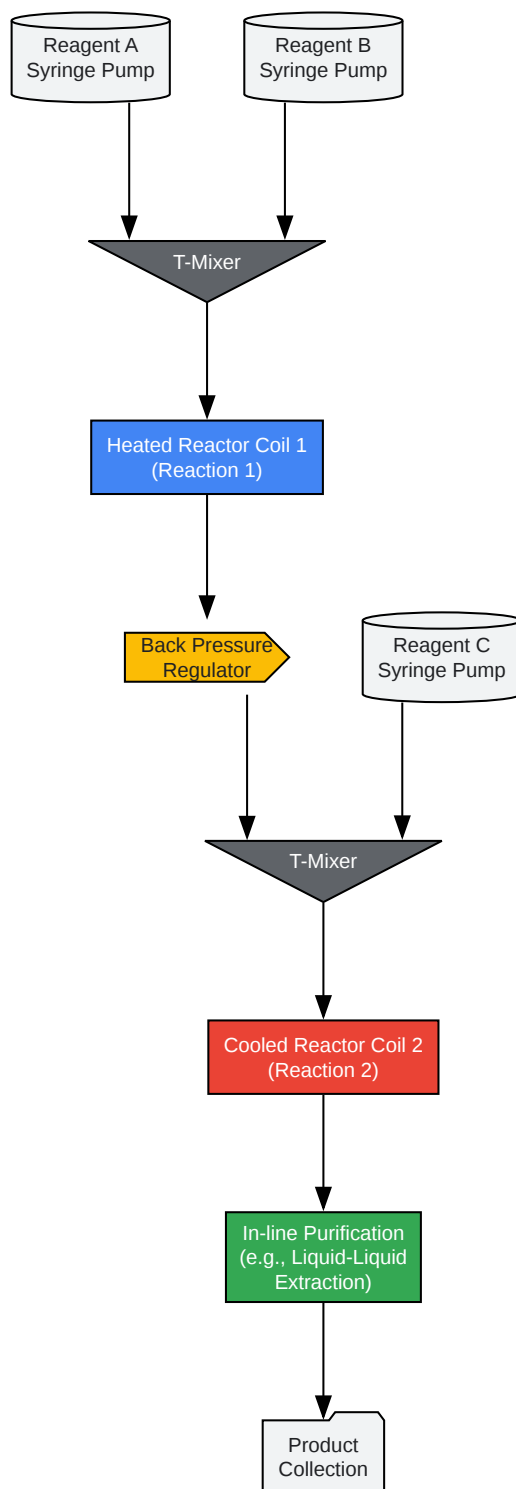 Reagent A
Syringe Pump
Reagent B
Syringe Pump
T-Mixer
Heated Reactor Coil 1
(Reaction 1)
Back Pressure
Regulator
Reagent C
Syringe Pump
T-Mixer
Cooled Reactor Coil 2
(Reaction 2)
In-line Purification
(e.g., Liquid-Liquid
Extraction)
Product
Collection